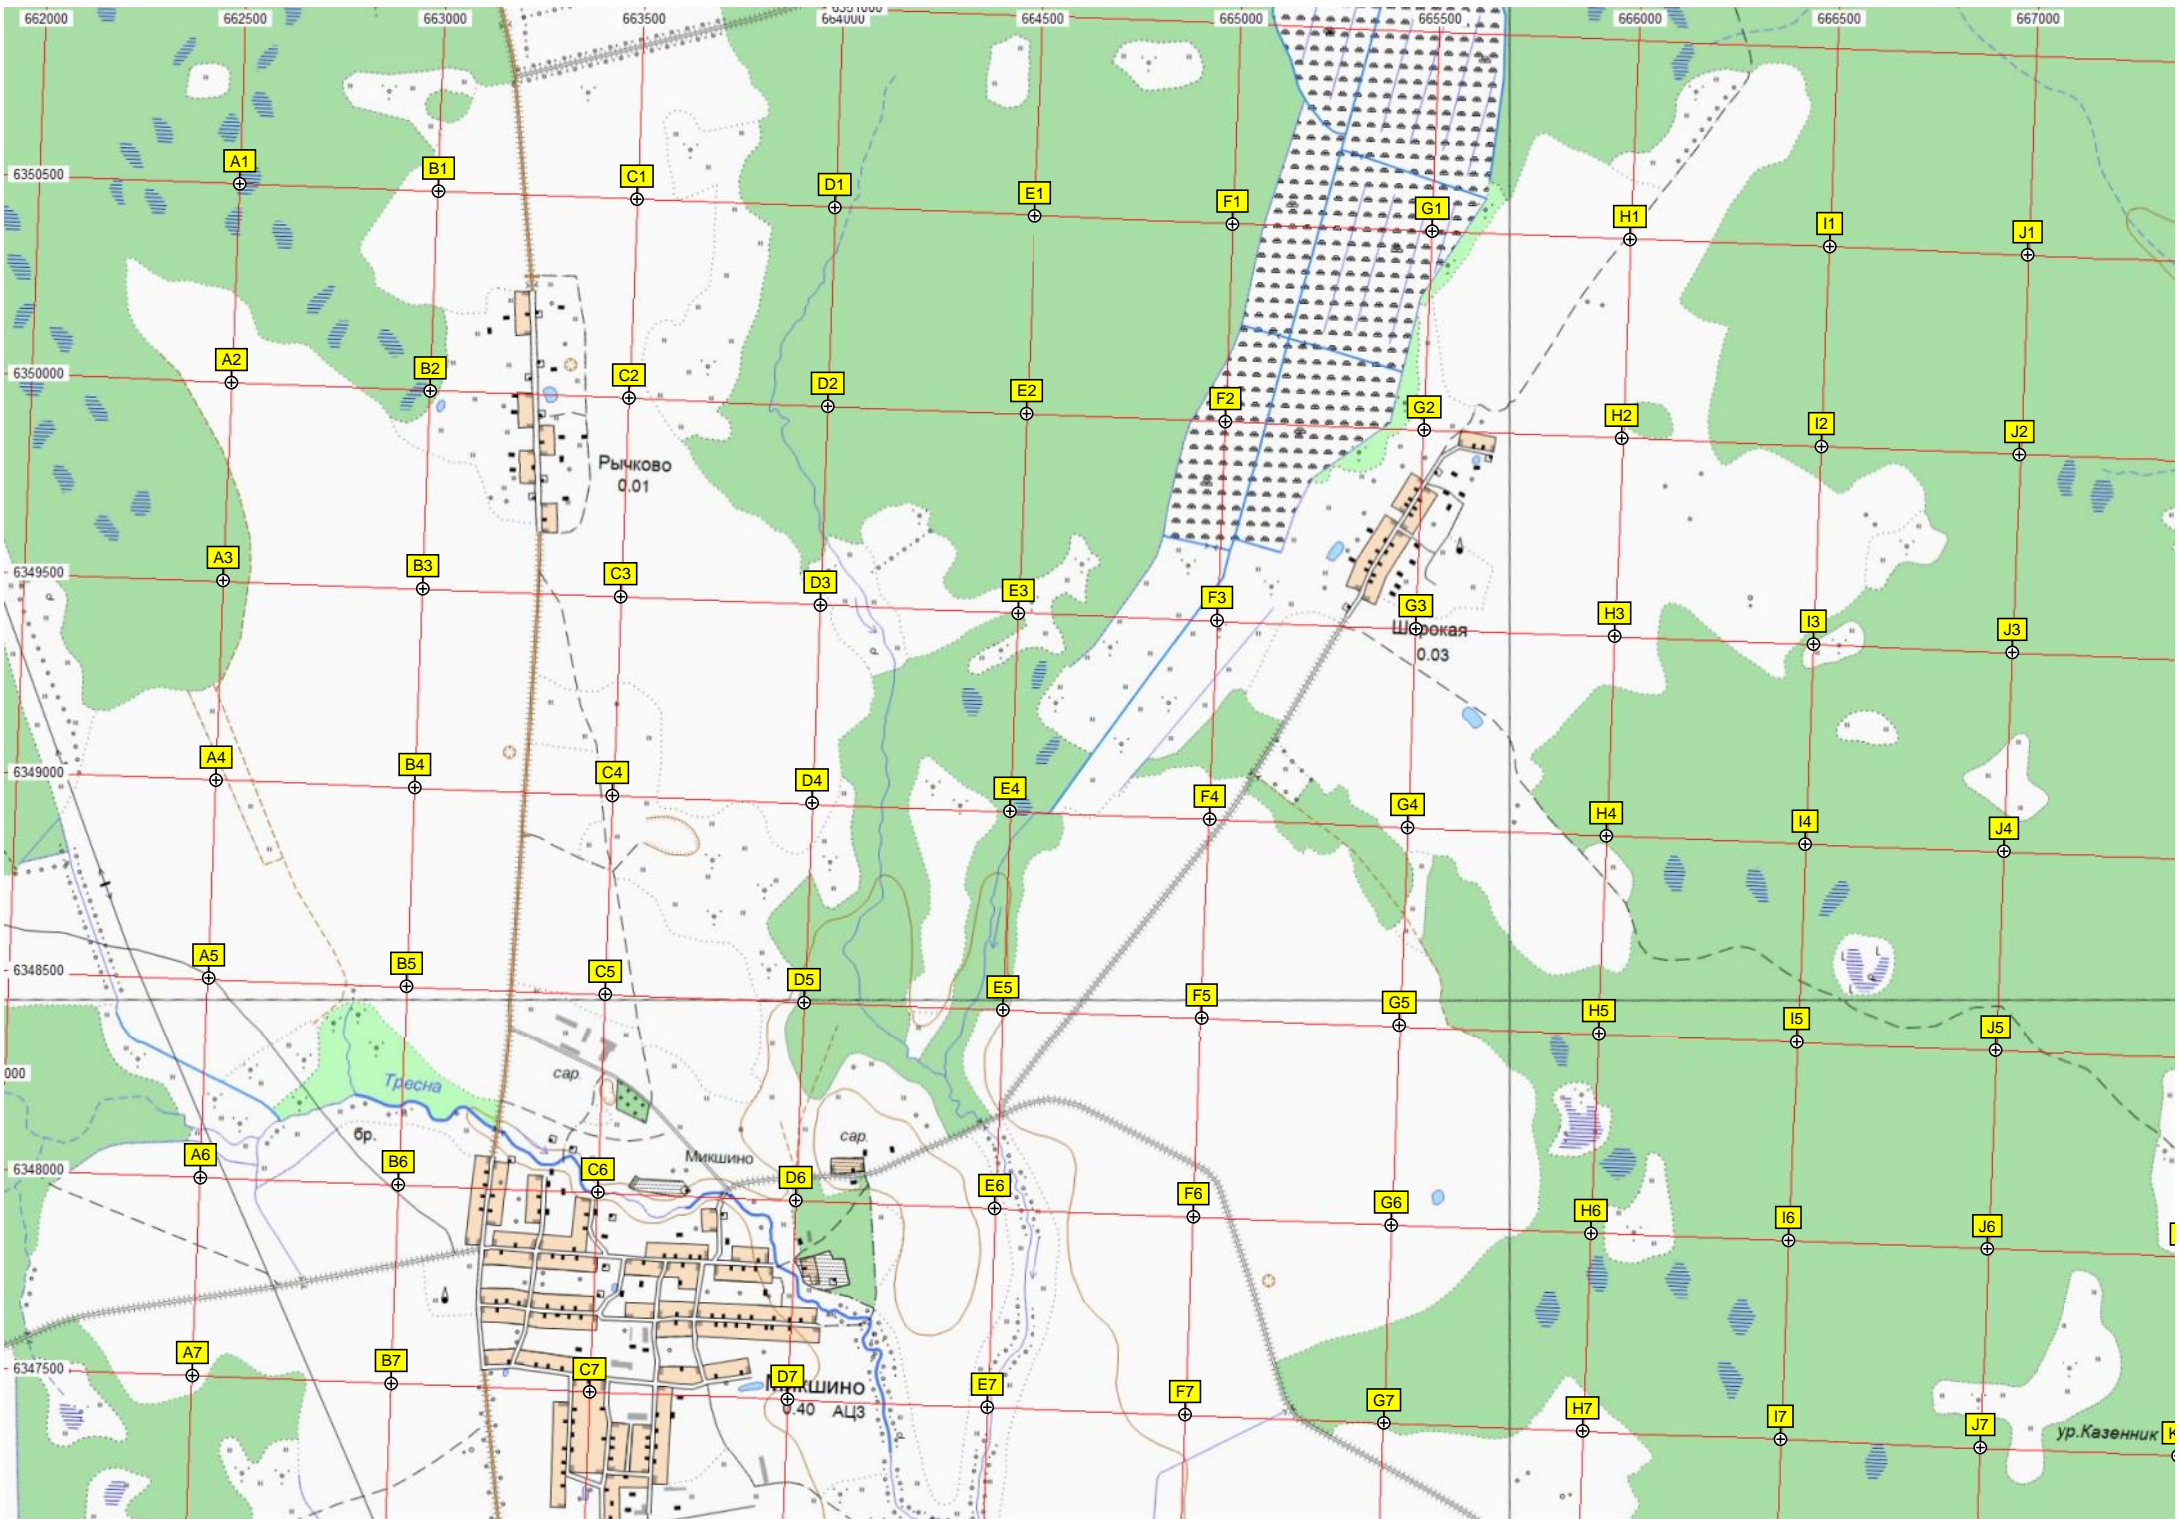 6351000
662000 662500 663000 663500 664000 664500 665000 665500 666000 666500 667000
6350500
A1 B1 C1 D1 E1 F1 G1 H1 I1 J1
6350000
A2 B2 C2 D2 E2 F2 G2 H2 I2 J2
Рычково
0.01
6349500
A3 B3 C3 D3 E3 F3 G3 H3 I3 J3
Широкая
0.03
6349000
A4 B4 C4 D4 E4 F4 G4 H4 I4 J4
6348500
A5 B5 C5 D5 E5 F5 G5 H5 I5 J5
000
сар.
Тресна
бр.
сар.
Микшино
6348000
A6 B6 C6 D6 E6 F6 G6 H6 I6 J6
6347500
A7 B7 C7 D7 E7 F7 G7 H7 I7 J7
Микшино
0.40 АЦЗ
ур.Казенник
K